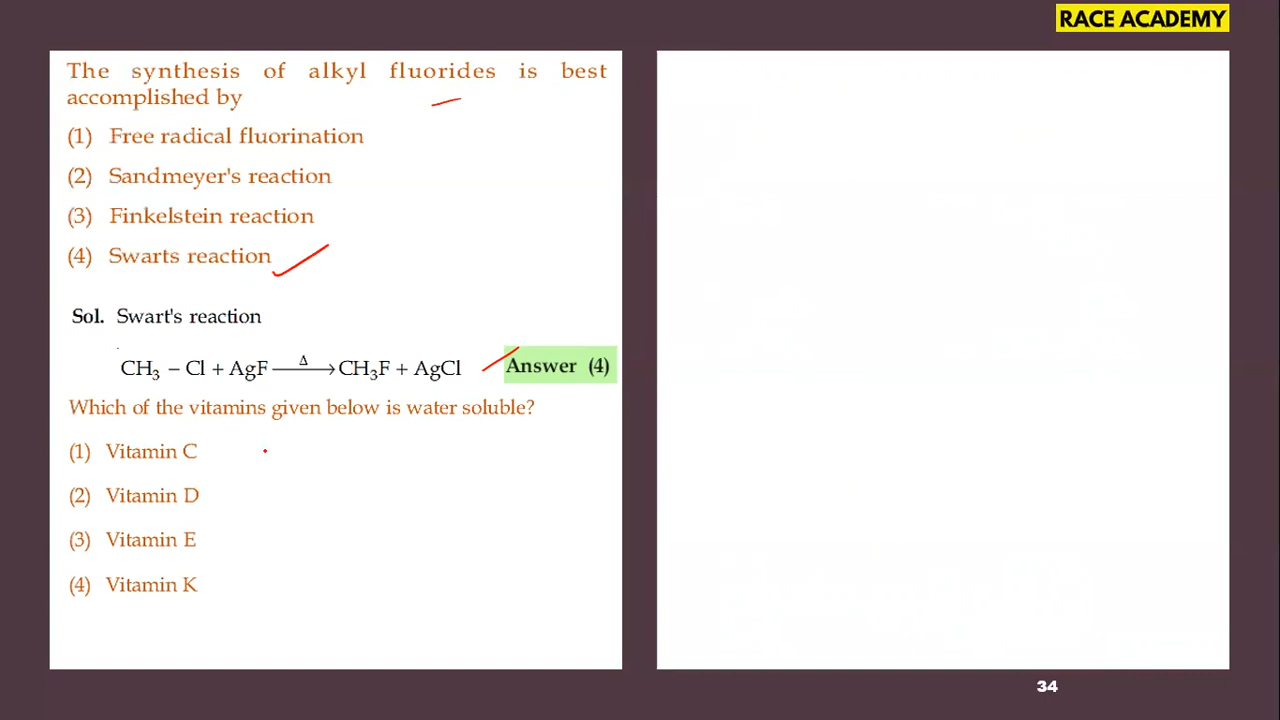 RACE ACADEMY
The synthesis of alkyl fluorides is best
accomplished by
(1) Free radical fluorination
(2) Sandmeyer's reaction
(3) Finkelstein reaction
(4) Swarts reaction
Sol. Swart's reaction
CH₃ – Cl + AgF —Δ→ CH₃F + AgCl Answer (4)
Which of the vitamins given below is water soluble?
(1) Vitamin C
(2) Vitamin D
(3) Vitamin E
(4) Vitamin K
34